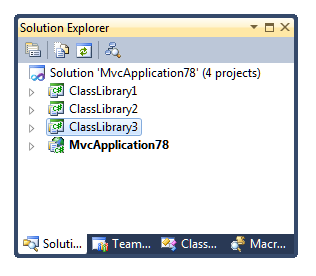 Solution Explorer
Solution 'MvcApplication78' (4 projects)
ClassLibrary1
ClassLibrary2
ClassLibrary3
MvcApplication78
Soluti... Team... Class... Macr...